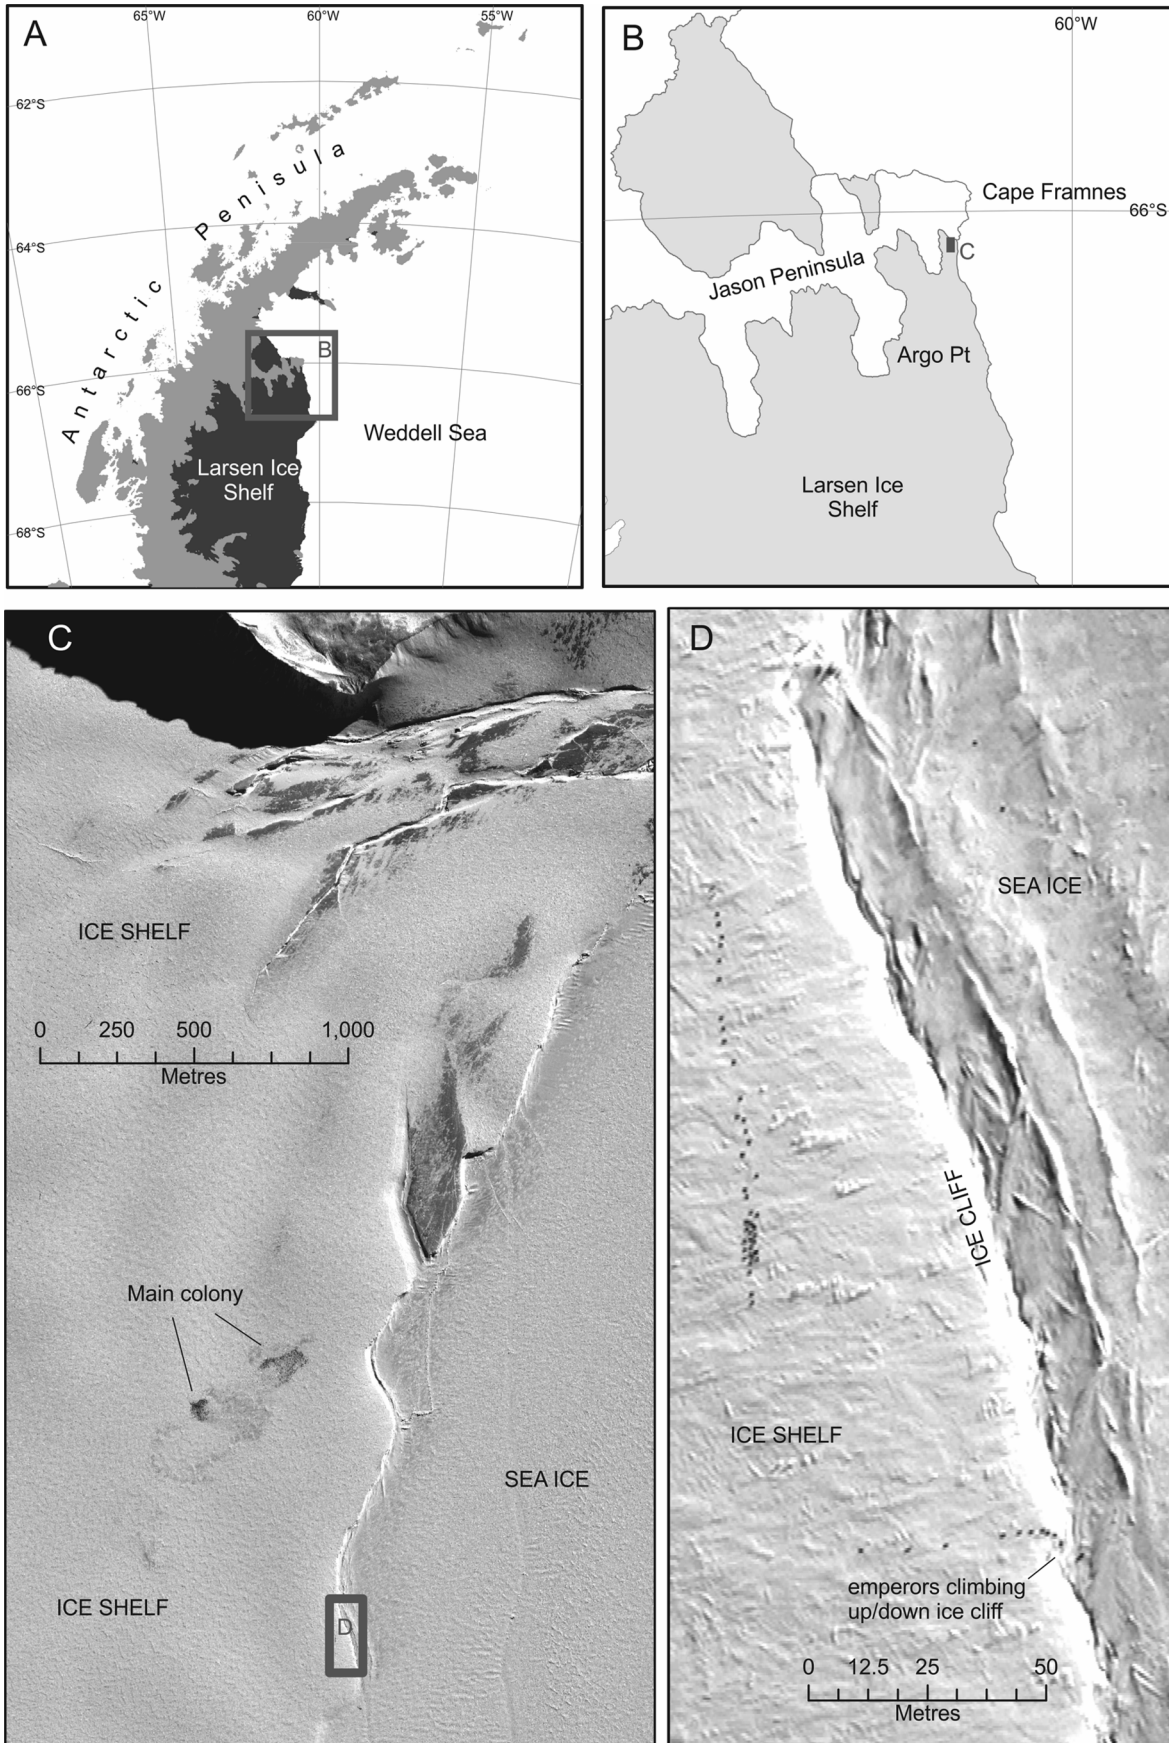 A
65°W
60°W
55°W
62°S
64°S
66°S
68°S
Antarctic Penisula
B
Weddell Sea
Larsen Ice
Shelf
B
60°W
Cape Framnes
66°S
C
Jason Peninsula
Argo Pt
Larsen Ice
Shelf
C
ICE SHELF
0 250 500 1,000
Metres
Main colony
SEA ICE
ICE SHELF
D
D
SEA ICE
ICE CLIFF
ICE SHELF
emperors climbing
up/down ice cliff
0 12.5 25 50
Metres